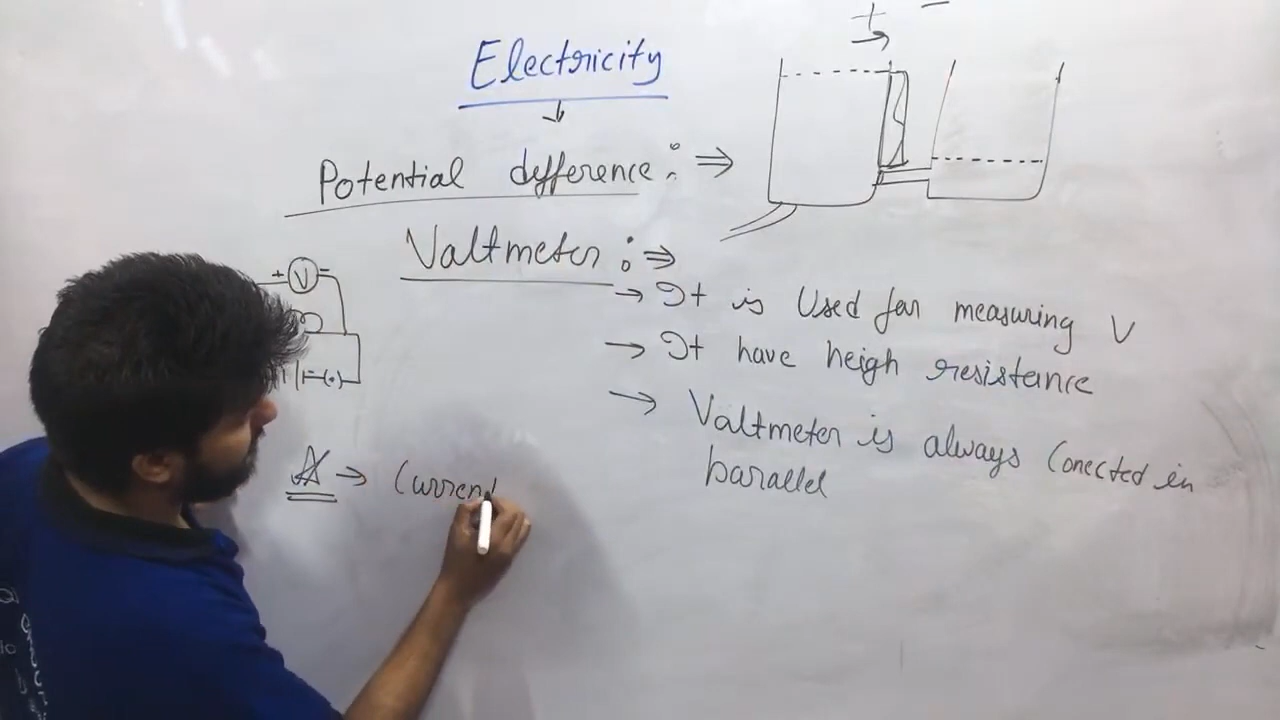 + -
Electricity
Potential difference :
Valtmeter :
+ V -
→ It is Used for measuring V
→ It have heigh resistance
→ Valtmeter is always Conected in
parallel
A → Current